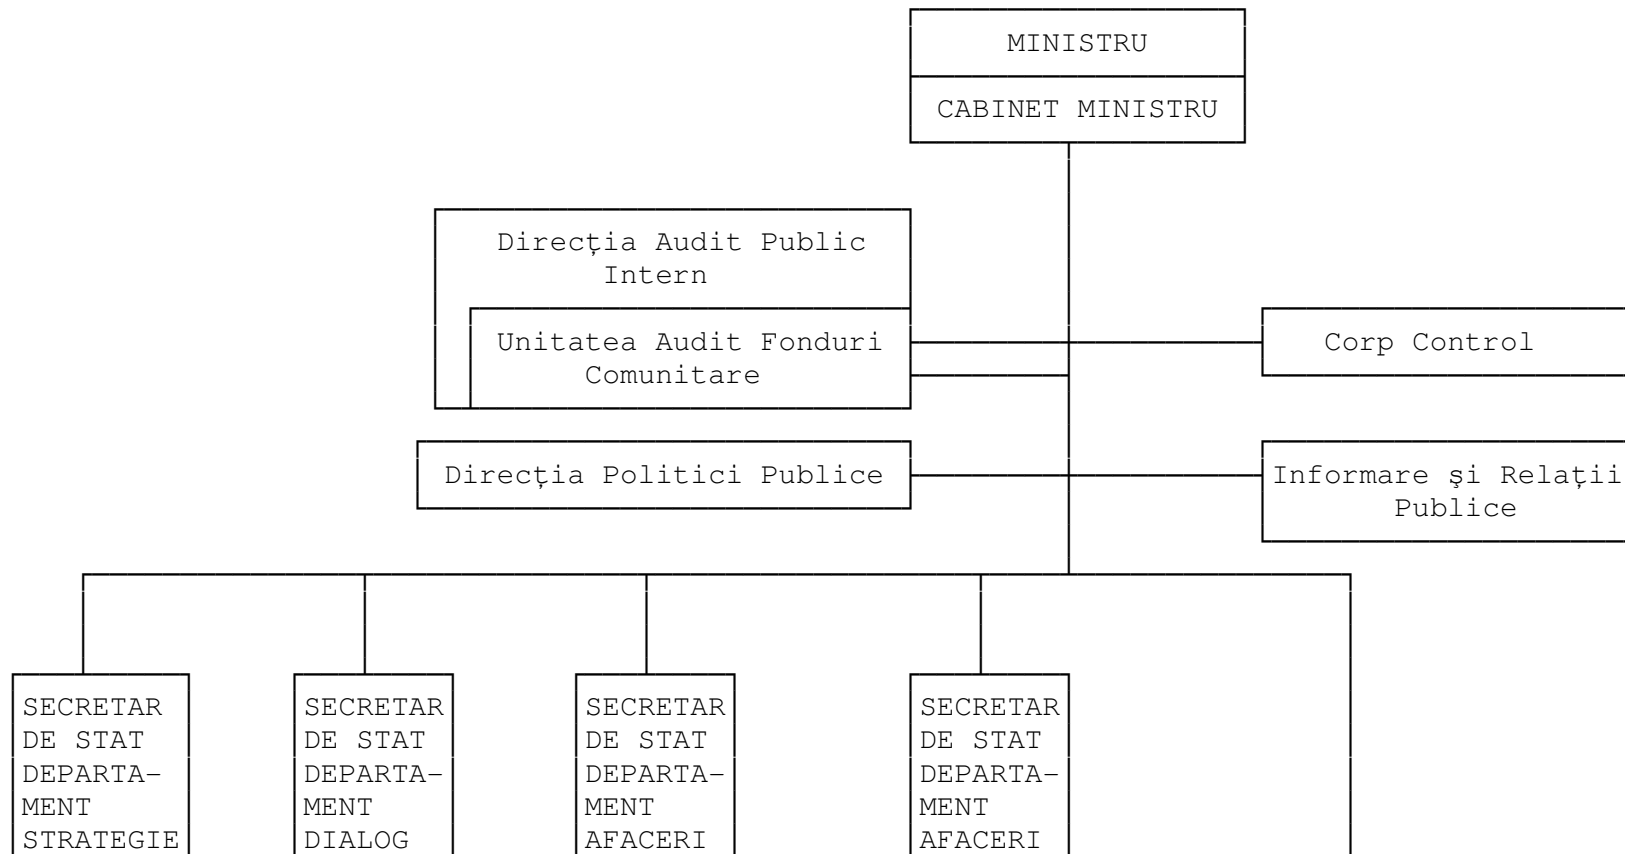 MINISTRU
CABINET MINISTRU
Direcţia Audit Public
Intern
Unitatea Audit Fonduri
Comunitare
Corp Control
Direcţia Politici Publice
Informare şi Relaţii
Publice
SECRETAR
DE STAT
DEPARTA-
MENT
STRATEGIE
SECRETAR
DE STAT
DEPARTA-
MENT
DIALOG
SECRETAR
DE STAT
DEPARTA-
MENT
AFACERI
SECRETAR
DE STAT
DEPARTA-
MENT
AFACERI